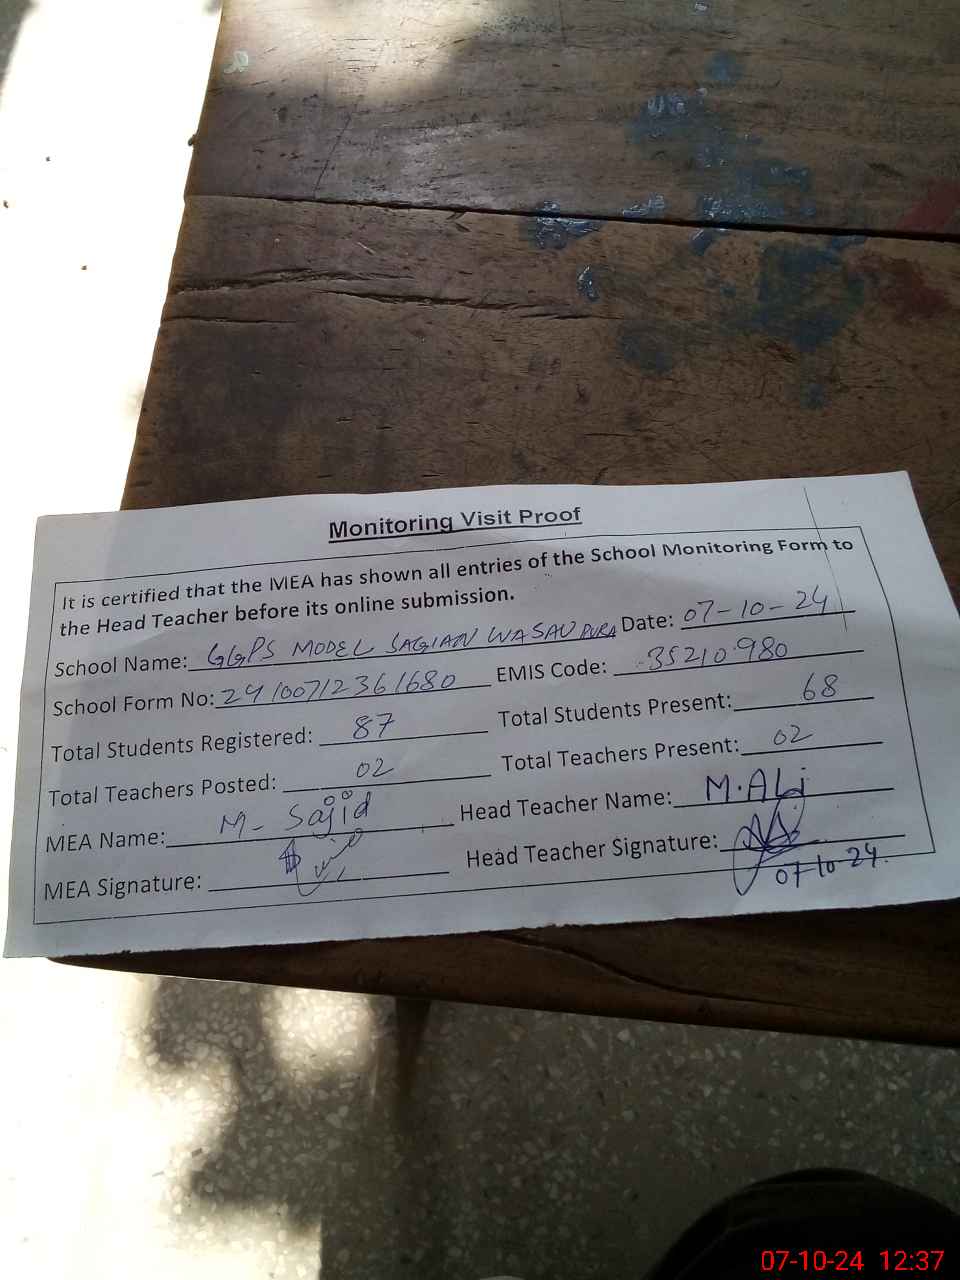 Monitoring Visit Proof
It is certified that the MEA has shown all entries of the School Monitoring Form to
the Head Teacher before its online submission.
School Name: GGPS MODEL SAGIAN WASAU PURA Date: 07-10-24
School Form No: 24100712361680 EMIS Code: 35210980
Total Students Registered: 87 Total Students Present: 68
Total Teachers Posted: 02 Total Teachers Present: 02
MEA Name: M- Sajid Head Teacher Name: M.ALi
MEA Signature: Head Teacher Signature:
07-10-24.
07-10-24 12:37